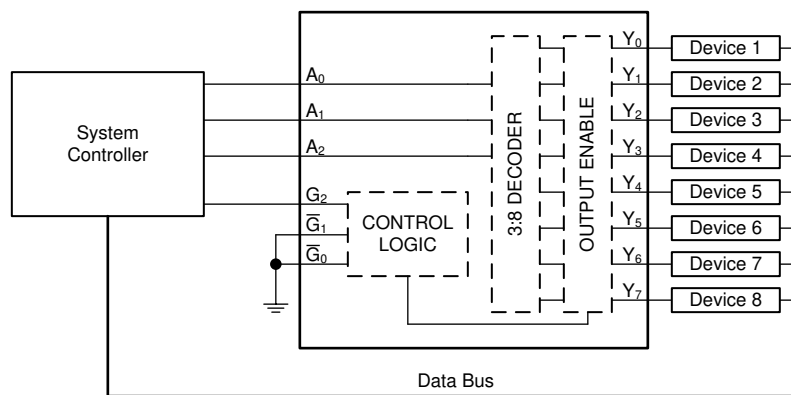 System
Controller
A0
A1
A2
G2
G̅1
G̅0
CONTROL
LOGIC
3:8 DECODER
OUTPUT ENABLE
Y0
Y1
Y2
Y3
Y4
Y5
Y6
Y7
Device 1
Device 2
Device 3
Device 4
Device 5
Device 6
Device 7
Device 8
Data Bus